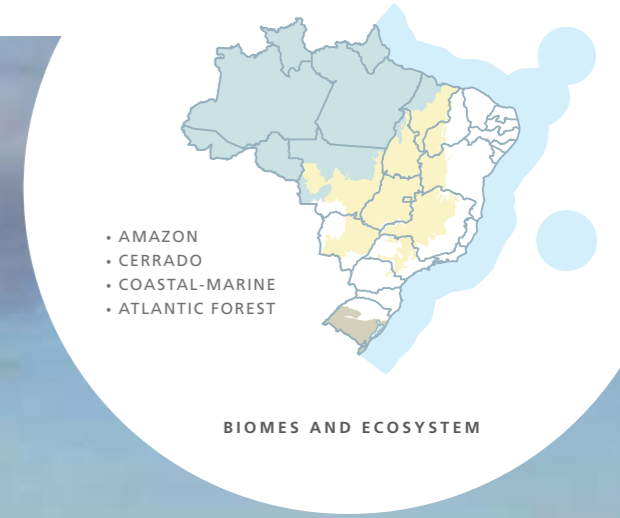 • AMAZON
• CERRADO
• COASTAL-MARINE
• ATLANTIC FOREST
BIOMES AND ECOSYSTEM